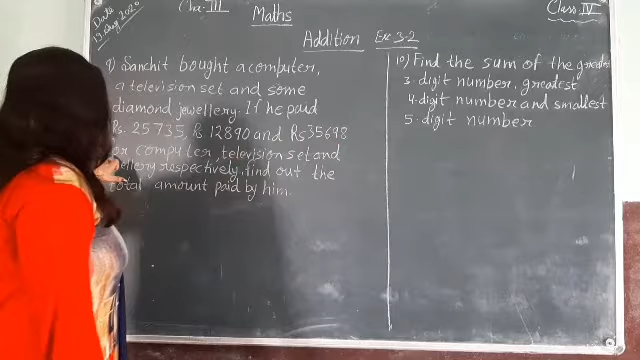 Date
19 Aug 2020
Cha-III
Maths
Class IV
Addition Ex 3.2
9) Sanchit bought a computer,
a television set and some
diamond jewellery. If he paid
Rs. 25735, Rs 12890 and Rs 35698
for computer, television set and
jewellery respectively, find out the
total amount paid by him.
10) Find the sum of the greatest
3-digit number, greatest
4-digit number and smallest
5-digit number